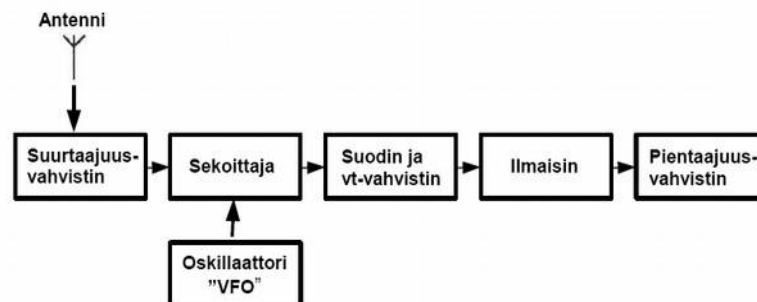 Antenni
Suurtaajuus-
vahvistin
Sekoittaja
Suodin ja
vt-vahvistin
Ilmaisin
Pientaajuus-
vahvistin
Oskillaattori
”VFO”